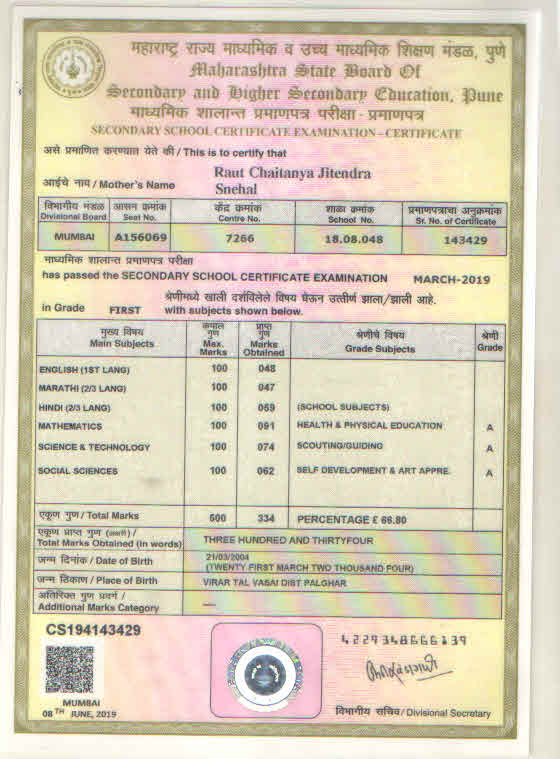 महाराष्ट्र राज्य माध्यमिक व उच्च माध्यमिक शिक्षण मंडळ, पुणे
Maharashtra State Board Of
Secondary and Higher Secondary Education, Pune
माध्यमिक शालान्त प्रमाणपत्र परीक्षा - प्रमाणपत्र
SECONDARY SCHOOL CERTIFICATE EXAMINATION - CERTIFICATE
असे प्रमाणित करण्यात येते की / This is to certify that
Raut Chaitanya Jitendra
आईचे नाव / Mother's Name Snehal
विभागीय मंडळ आसन क्रमांक केंद्र क्रमांक शाळा क्रमांक प्रमाणपत्राचा अनुक्रमांक
Divisional Board Seat No. Centre No. School No. Sr. No. of Certificate
MUMBAI A156069 7266 18.08.048 143429
माध्यमिक शालान्त प्रमाणपत्र परीक्षा
has passed the SECONDARY SCHOOL CERTIFICATE EXAMINATION MARCH-2019
श्रेणीमध्ये खाली दर्शविलेले विषय घेऊन उत्तीर्ण झाला/झाली आहे.
in Grade FIRST with subjects shown below.
मुख्य विषय कमाल गुण प्राप्त गुण श्रेणीचे विषय श्रेणी
Main Subjects Max. Marks Marks Obtained Grade Subjects Grade
ENGLISH (1ST LANG) 100 048
MARATHI (2/3 LANG) 100 047
HINDI (2/3 LANG) 100 059 (SCHOOL SUBJECTS)
MATHEMATICS 100 091 HEALTH & PHYSICAL EDUCATION A
SCIENCE & TECHNOLOGY 100 074 SCOUTING/GUIDING A
SOCIAL SCIENCES 100 062 SELF DEVELOPMENT & ART APPRE. A
एकूण गुण / Total Marks 500 334 PERCENTAGE £ 66.80
एकूण प्राप्त गुण (अक्षरी) /
Total Marks Obtained (in words) THREE HUNDRED AND THIRTYFOUR
जन्म दिनांक / Date of Birth 21/03/2004
(TWENTY FIRST MARCH TWO THOUSAND FOUR)
जन्म ठिकाण / Place of Birth VIRAR TAL VASAI DIST PALGHAR
अतिरिक्त गुण प्रवर्ग /
Additional Marks Category ----
CS194143429
4229348666139
MUMBAI
08TH JUNE, 2019
विभागीय सचिव / Divisional Secretary